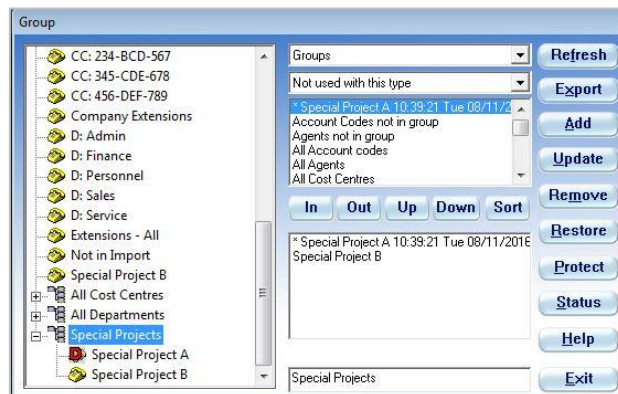 Group
CC: 234-BCD-567
CC: 345-CDE-678
CC: 456-DEF-789
Company Extensions
D: Admin
D: Finance
D: Personnel
D: Sales
D: Service
Extensions - All
Not in Import
Special Project B
All Cost Centres
All Departments
Special Projects
Special Project A
Special Project B
Groups
Not used with this type
* Special Project A 10:39:21 Tue 08/11/2
Account Codes not in group
Agents not in group
All Account codes
All Agents
All Cost Centres
In Out Up Down Sort
* Special Project A 10:39:21 Tue 08/11/2016
Special Project B
Special Projects
Refresh
Export
Add
Update
Remove
Restore
Protect
Status
Help
Exit